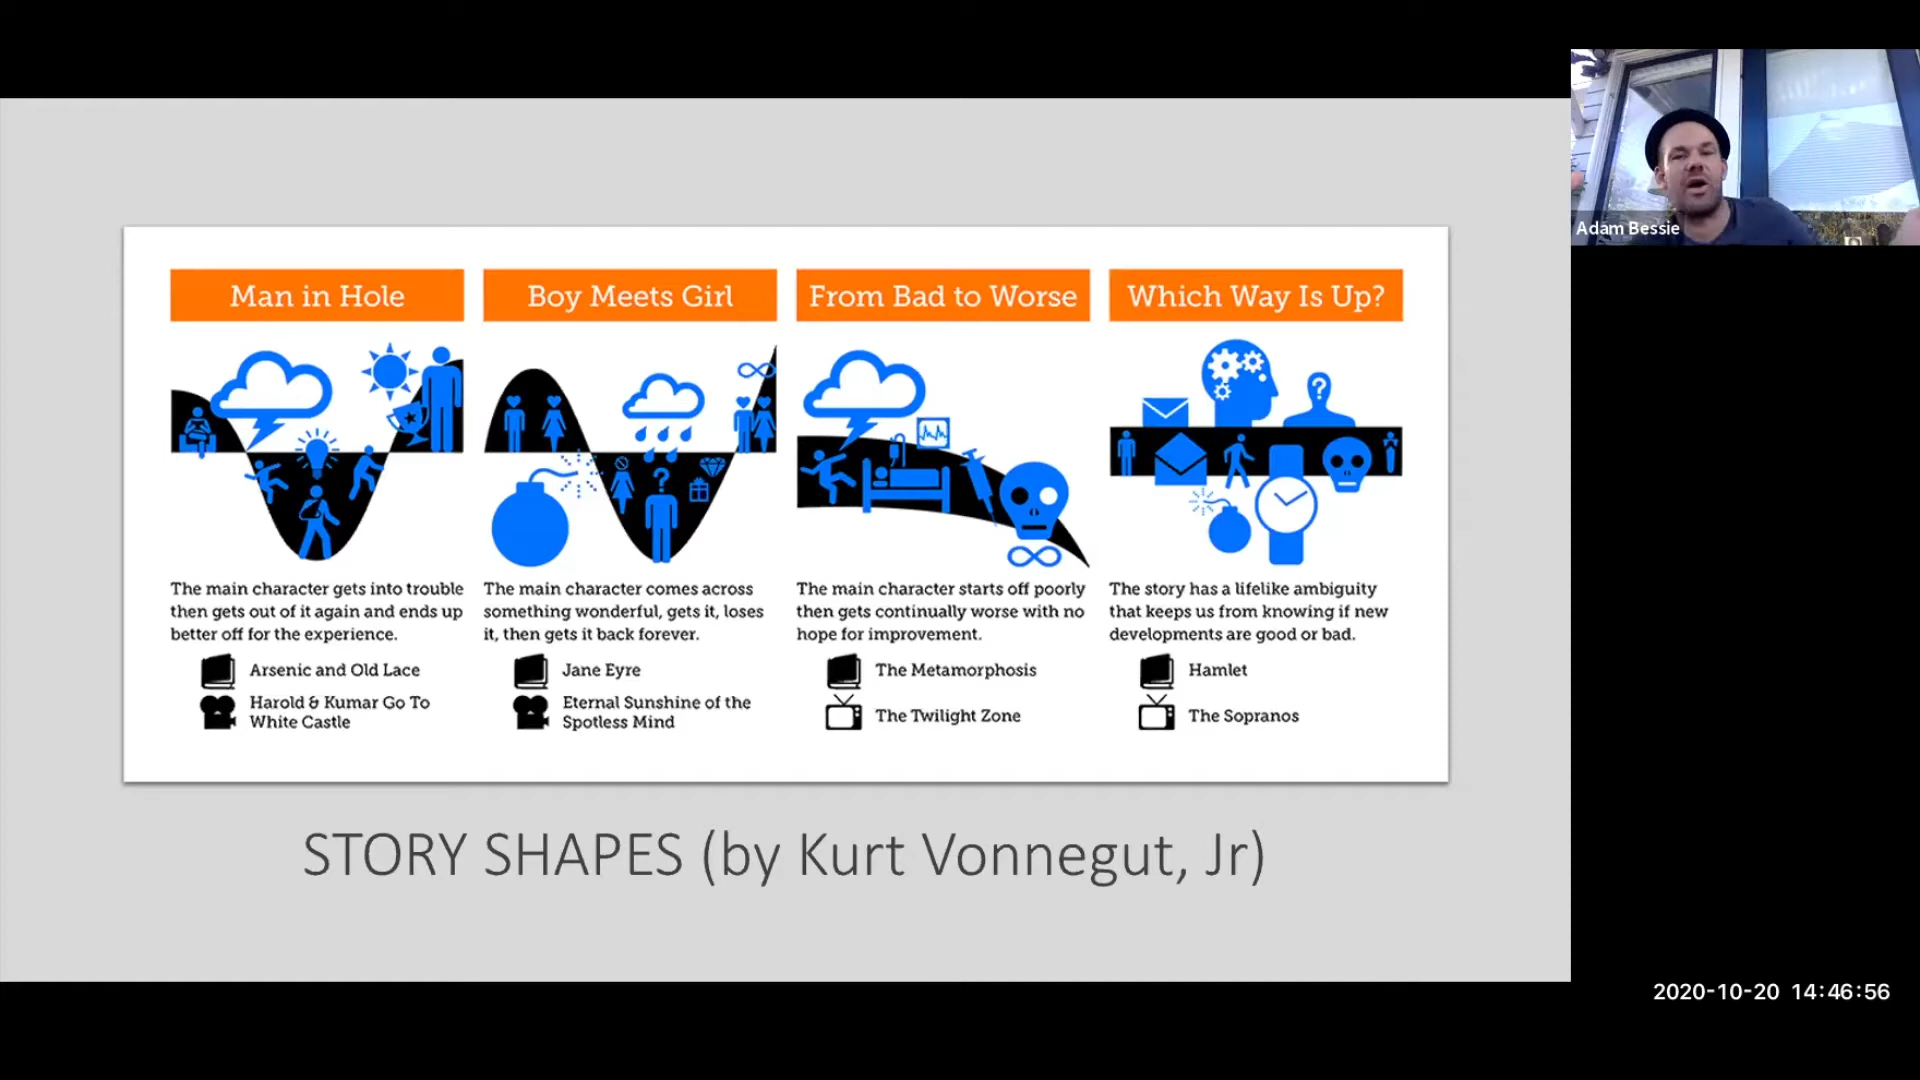 Man in Hole
The main character gets into trouble
then gets out of it again and ends up
better off for the experience.
Arsenic and Old Lace
Harold & Kumar Go To
White Castle
Boy Meets Girl
?
The main character comes across
something wonderful, gets it, loses
it, then gets it back forever.
Jane Eyre
Eternal Sunshine of the
Spotless Mind
From Bad to Worse
The main character starts off poorly
then gets continually worse with no
hope for improvement.
The Metamorphosis
The Twilight Zone
Which Way Is Up?
?
The story has a lifelike ambiguity
that keeps us from knowing if new
developments are good or bad.
Hamlet
The Sopranos
STORY SHAPES (by Kurt Vonnegut, Jr)
Adam Bessie
2020-10-20 14:46:56